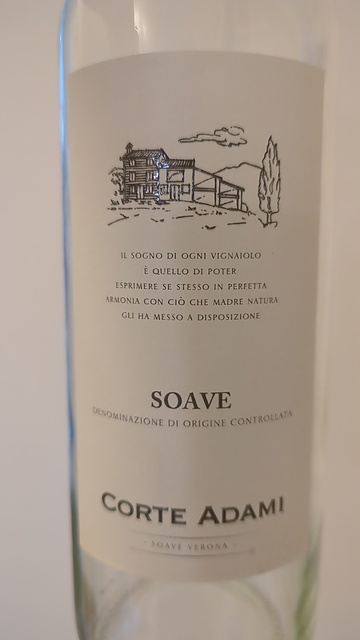 IL SOGNO DI OGNI VIGNAIOLO
È QUELLO DI POTER
ESPRIMERE SE STESSO IN PERFETTA
ARMONIA CON CIÒ CHE MADRE NATURA
GLI HA MESSO A DISPOSIZIONE
SOAVE
DENOMINAZIONE DI ORIGINE CONTROLLATA
CORTE ADAMI
- SOAVE VERONA -